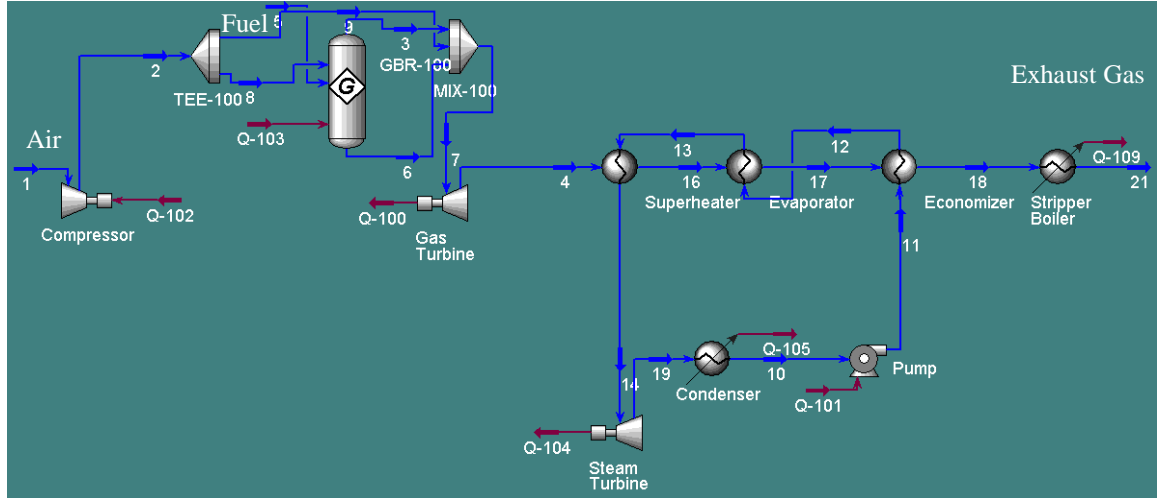 Fuel
5
9
3
GBR-100
MIX-100
2
TEE-100
8
G
Exhaust Gas
Air
Q-103
1
6
7
4
13
12
Q-109
Q-102
Compressor
Q-100
Gas
Turbine
16
Superheater
17
Evaporator
18
Economizer
Stripper
Boiler
21
11
19
Q-105
10
Condenser
Pump
Q-101
14
Q-104
Steam
Turbine